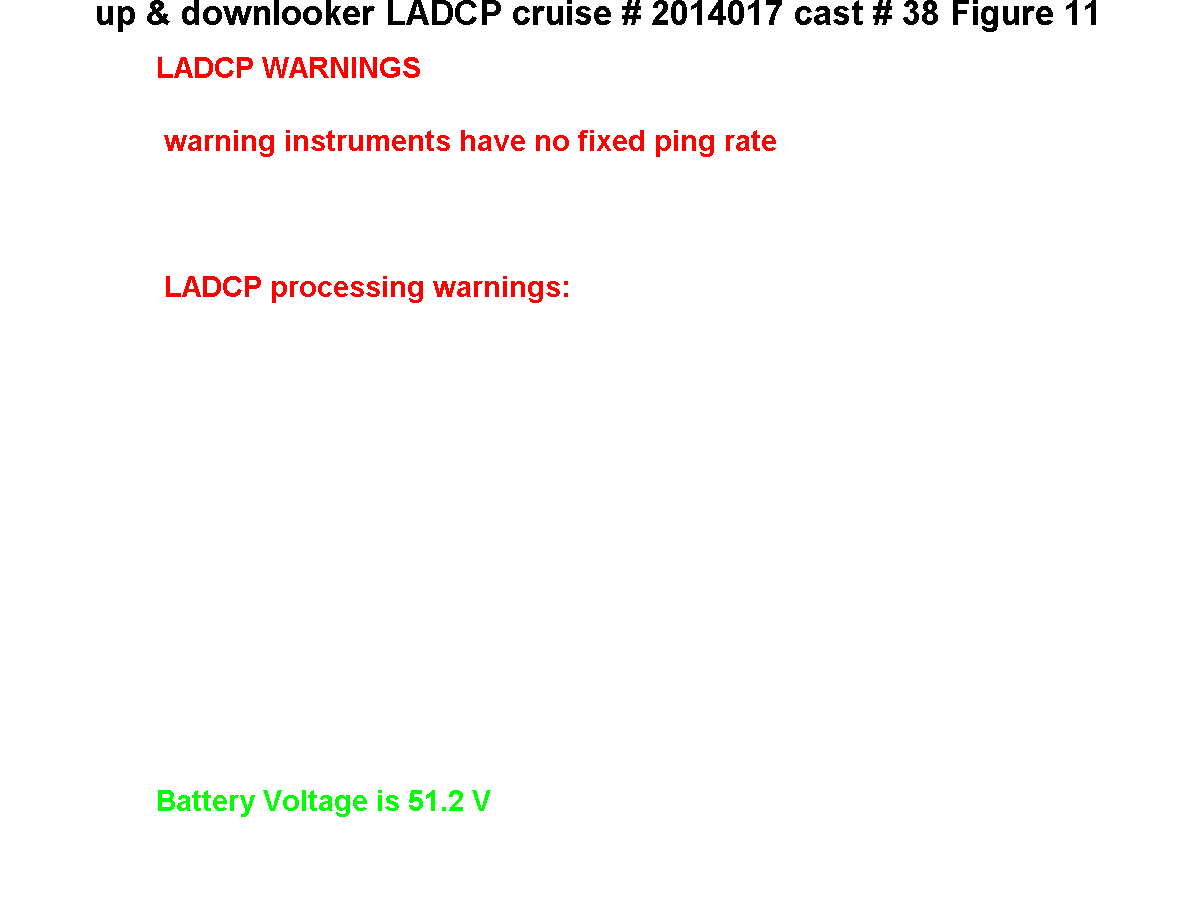 up & downlooker LADCP cruise # 2014017 cast # 38 Figure 11
LADCP WARNINGS
warning instruments have no fixed ping rate
LADCP processing warnings:
Battery Voltage is 51.2 V